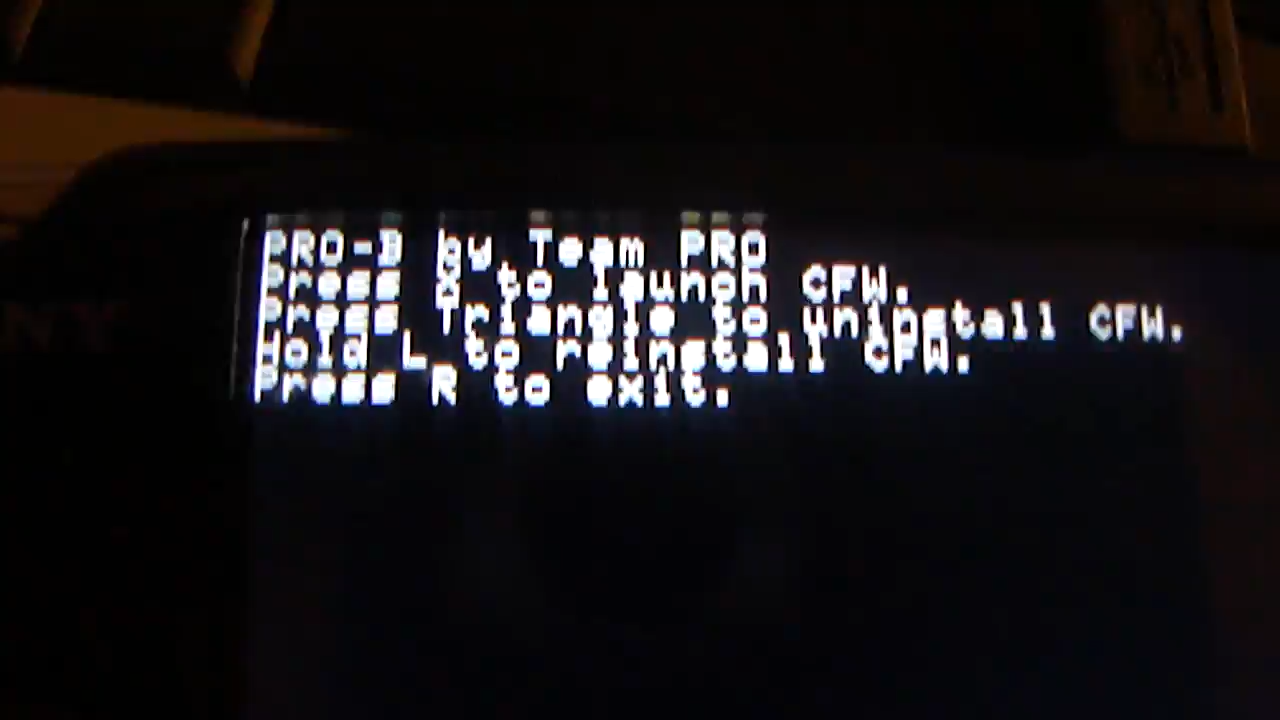 PRO-B by Team PRO
Press X to launch CFW.
Press Triangle to uninstall CFW.
Hold L to reinstall CFW.
Press R to exit.